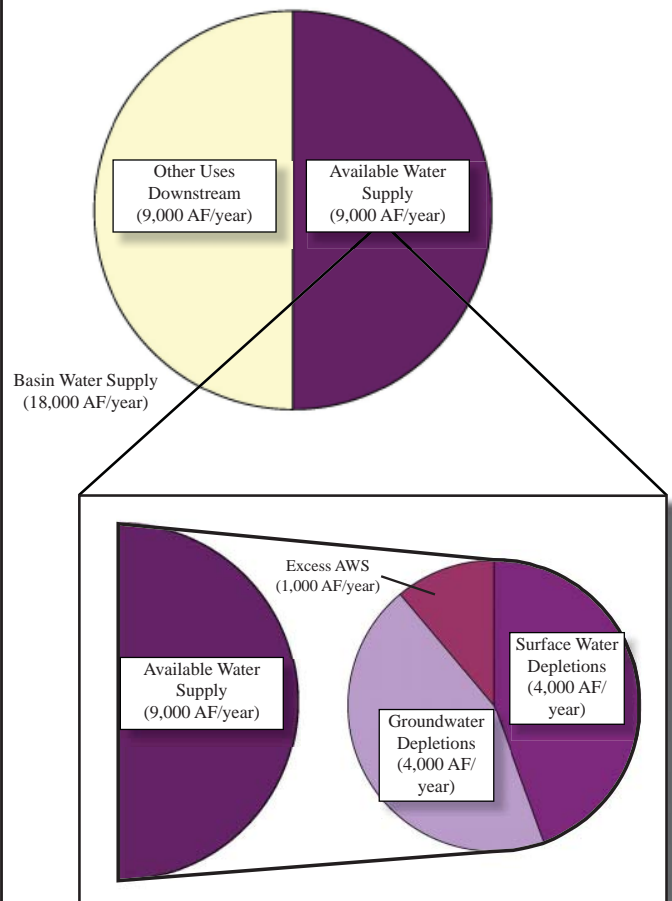 Other Uses
Downstream
(9,000 AF/year)
Available Water
Supply
(9,000 AF/year)
Basin Water Supply
(18,000 AF/year)
Excess AWS
(1,000 AF/year)
Available Water
Supply
(9,000 AF/year)
Surface Water
Depletions
(4,000 AF/
year)
Groundwater
Depletions
(4,000 AF/
year)